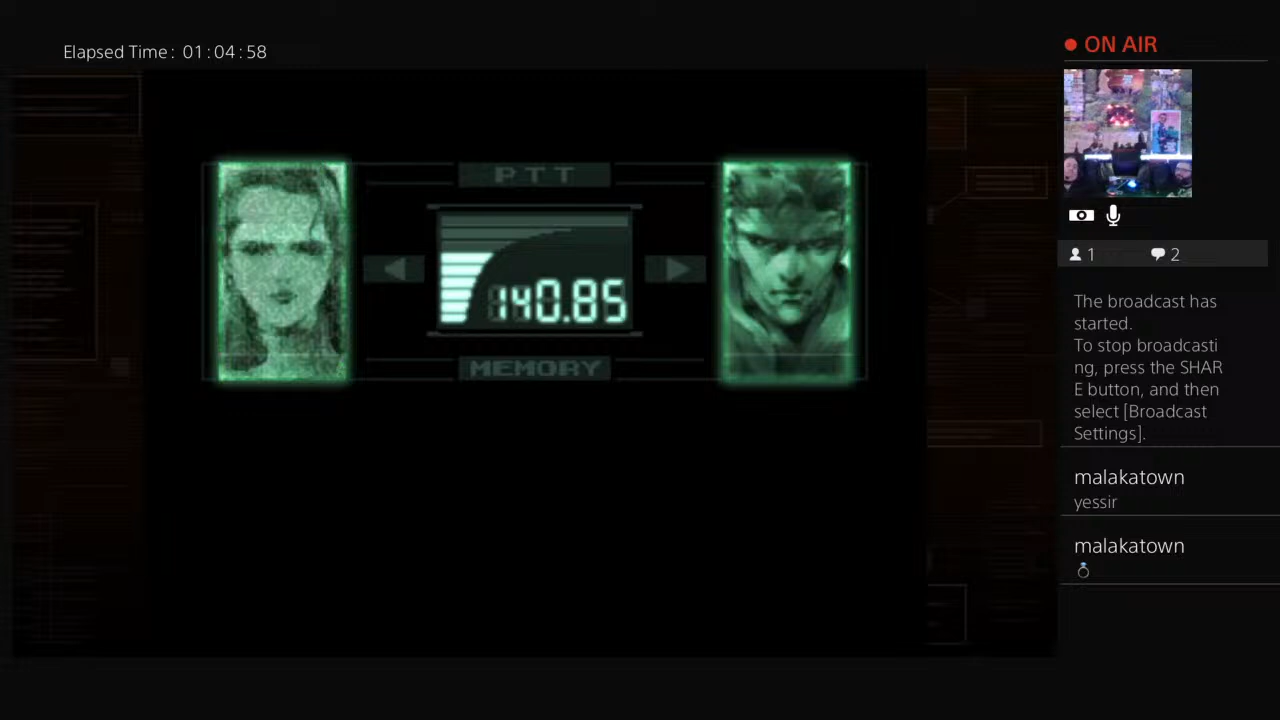 Elapsed Time: 01:04:58
ON AIR
PTT
140.85
MEMORY
1
2
The broadcast has
started.
To stop broadcasti
ng, press the SHAR
E button, and then
select [Broadcast
Settings].
malakatown
yessir
malakatown
💍